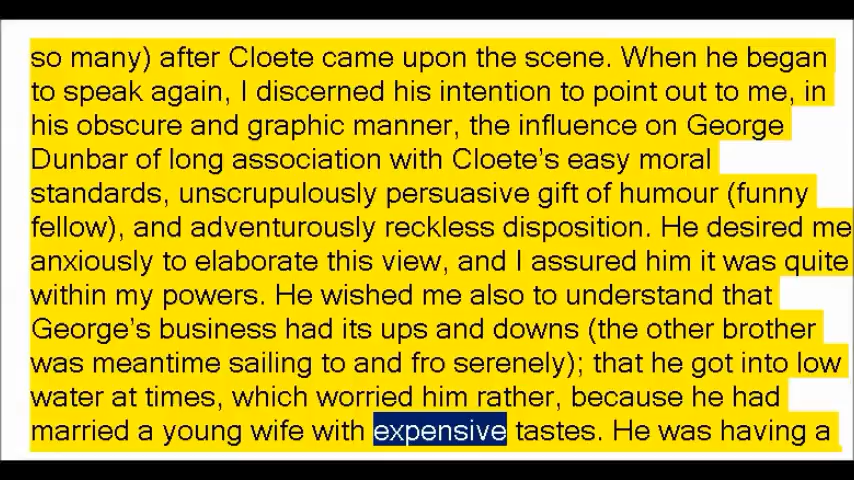 so many) after Cloete came upon the scene. When he began
to speak again, I discerned his intention to point out to me, in
his obscure and graphic manner, the influence on George
Dunbar of long association with Cloete's easy moral
standards, unscrupulously persuasive gift of humour (funny
fellow), and adventurously reckless disposition. He desired me
anxiously to elaborate this view, and I assured him it was quite
within my powers. He wished me also to understand that
George's business had its ups and downs (the other brother
was meantime sailing to and fro serenely); that he got into low
water at times, which worried him rather, because he had
married a young wife with expensive tastes. He was having a